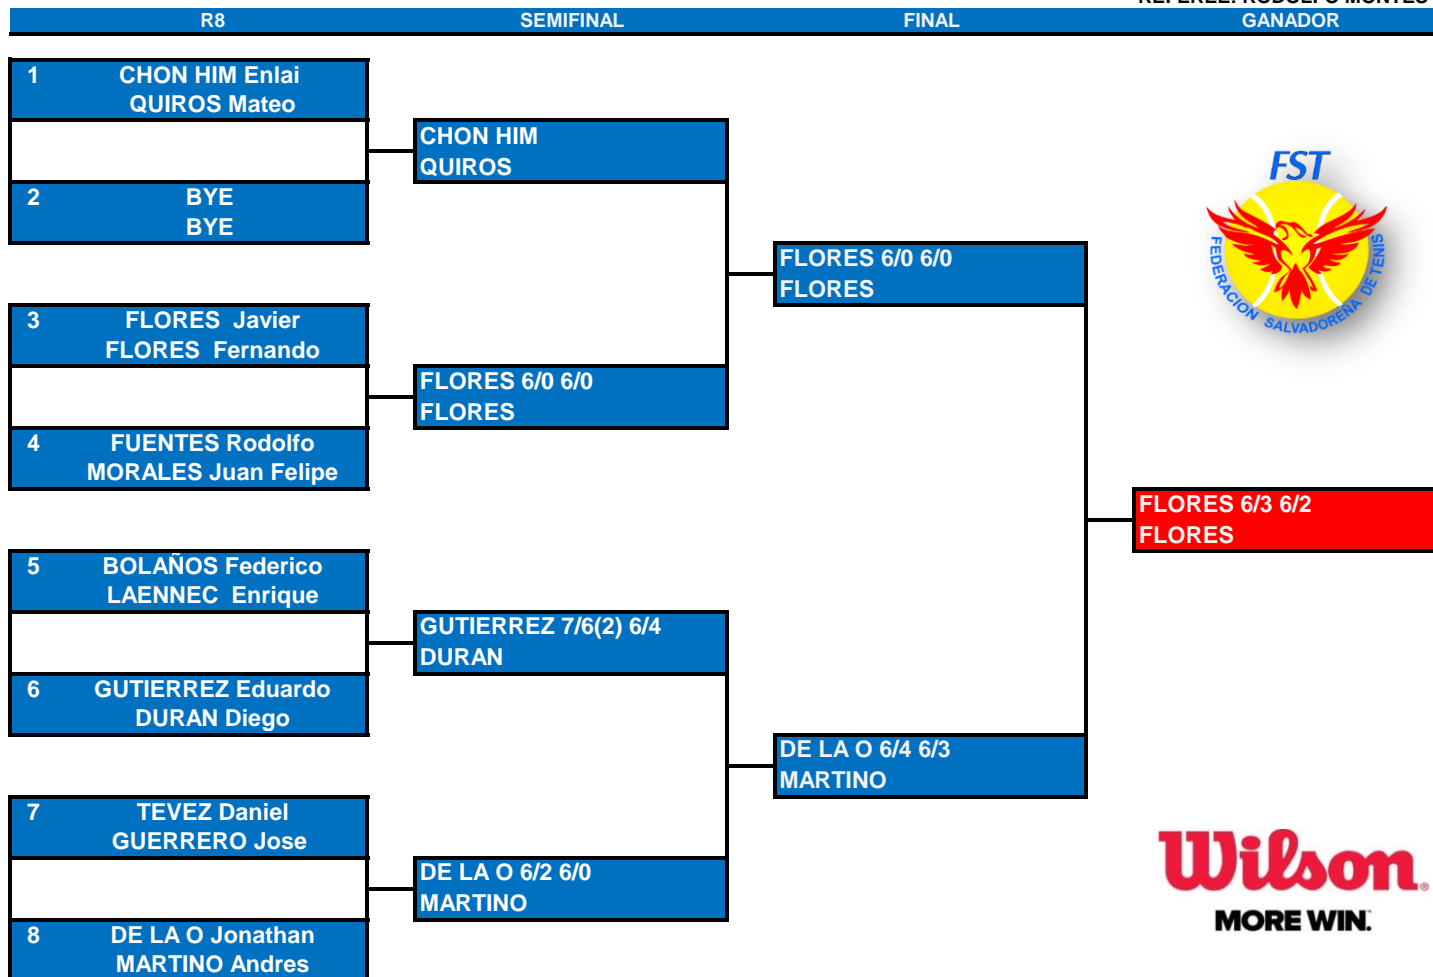 REFEREE: RODOLFO MONTES
R8 SEMIFINAL FINAL GANADOR
1 CHON HIM Enlai
QUIROS Mateo
CHON HIM
QUIROS
2 BYE
BYE
FLORES 6/0 6/0
FLORES
3 FLORES Javier
FLORES Fernando
FLORES 6/0 6/0
FLORES
4 FUENTES Rodolfo
MORALES Juan Felipe
FLORES 6/3 6/2
FLORES
5 BOLAÑOS Federico
LAENNEC Enrique
GUTIERREZ 7/6(2) 6/4
DURAN
6 GUTIERREZ Eduardo
DURAN Diego
DE LA O 6/4 6/3
MARTINO
7 TEVEZ Daniel
GUERRERO Jose
DE LA O 6/2 6/0
MARTINO
8 DE LA O Jonathan
MARTINO Andres
FST
FEDERACION SALVADOREÑA DE TENIS
Wilson.
MORE WIN.